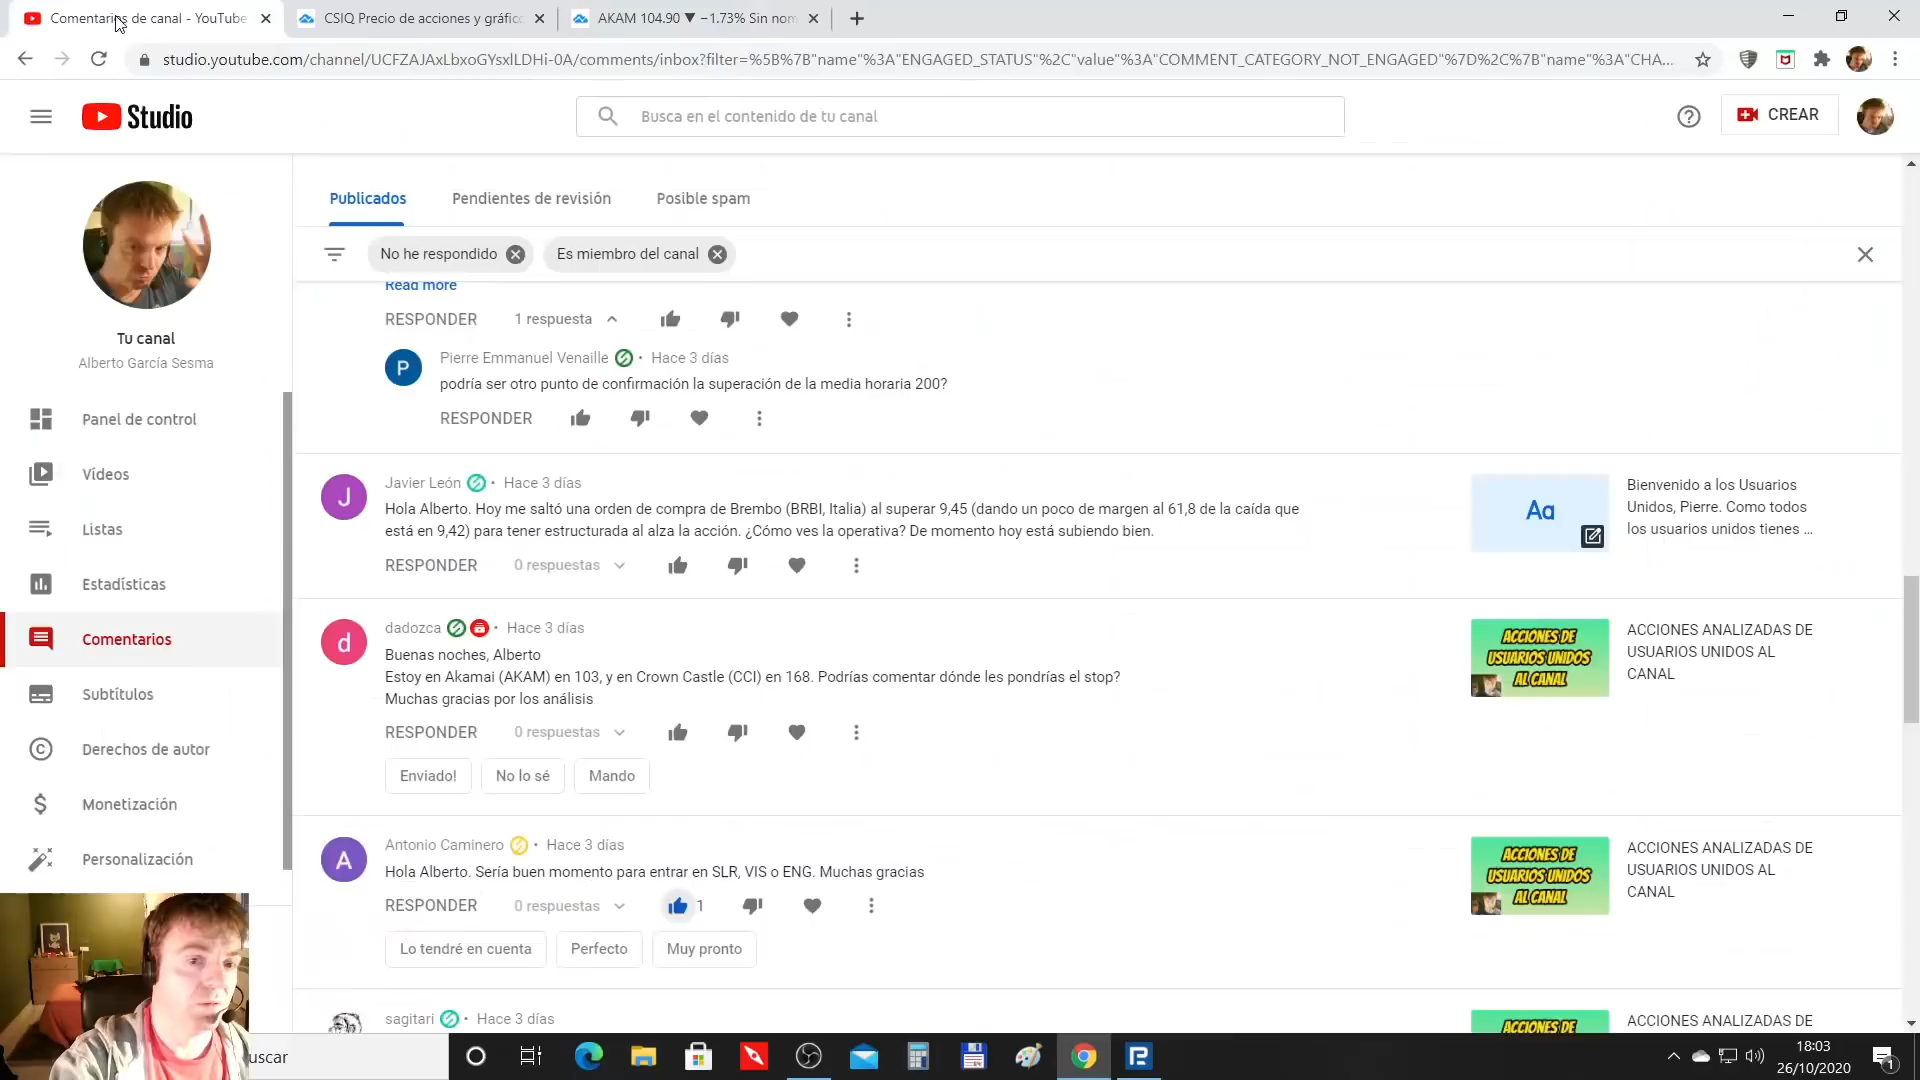 Comentarios de canal - YouTube
CSIQ Precio de acciones y gráfic
AKAM 104.90 ▼ −1.73% Sin nom
studio.youtube.com/channel/UCFZAJAxLbxoGYsxlLDHi-0A/comments/inbox?filter=%5B%7B"name"%3A"ENGAGED_STATUS"%2C"value"%3A"COMMENT_CATEGORY_NOT_ENGAGED"%7D%2C%7B"name"%3A"CHA...
Studio
Busca en el contenido de tu canal
CREAR
Tu canal
Alberto García Sesma
Panel de control
Vídeos
Listas
Estadísticas
Comentarios
Subtítulos
Derechos de autor
Monetización
Personalización
Publicados
Pendientes de revisión
Posible spam
No he respondido
Es miembro del canal
Read more
RESPONDER 1 respuesta
P
Pierre Emmanuel Venaille • Hace 3 días
podría ser otro punto de confirmación la superación de la media horaria 200?
RESPONDER
J
Javier León • Hace 3 días
Hola Alberto. Hoy me saltó una orden de compra de Brembo (BRBI, Italia) al superar 9,45 (dando un poco de margen al 61,8 de la caída que
está en 9,42) para tener estructurada al alza la acción. ¿Cómo ves la operativa? De momento hoy está subiendo bien.
RESPONDER 0 respuestas
Aa
Bienvenido a los Usuarios
Unidos, Pierre. Como todos
los usuarios unidos tienes ...
d
dadozca • Hace 3 días
Buenas noches, Alberto
Estoy en Akamai (AKAM) en 103, y en Crown Castle (CCI) en 168. Podrías comentar dónde les pondrías el stop?
Muchas gracias por los análisis
RESPONDER 0 respuestas
Enviado!
No lo sé
Mando
ACCIONES DE
USUARIOS UNIDOS
AL CANAL
ACCIONES ANALIZADAS DE
USUARIOS UNIDOS AL
CANAL
A
Antonio Caminero • Hace 3 días
Hola Alberto. Sería buen momento para entrar en SLR, VIS o ENG. Muchas gracias
RESPONDER 0 respuestas 1
Lo tendré en cuenta
Perfecto
Muy pronto
ACCIONES DE
USUARIOS UNIDOS
AL CANAL
ACCIONES ANALIZADAS DE
USUARIOS UNIDOS AL
CANAL
sagitari • Hace 3 días
ACCIONES DE
ACCIONES ANALIZADAS DE
uscar
18:03
26/10/2020
1